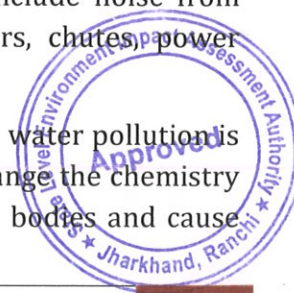 include noise from
rs, chutes, power
water pollution is
ange the chemistry
bodies and cause
State Level Environment Impact Assessment Authority
Approved
★ Jharkhand, Ranchi ★